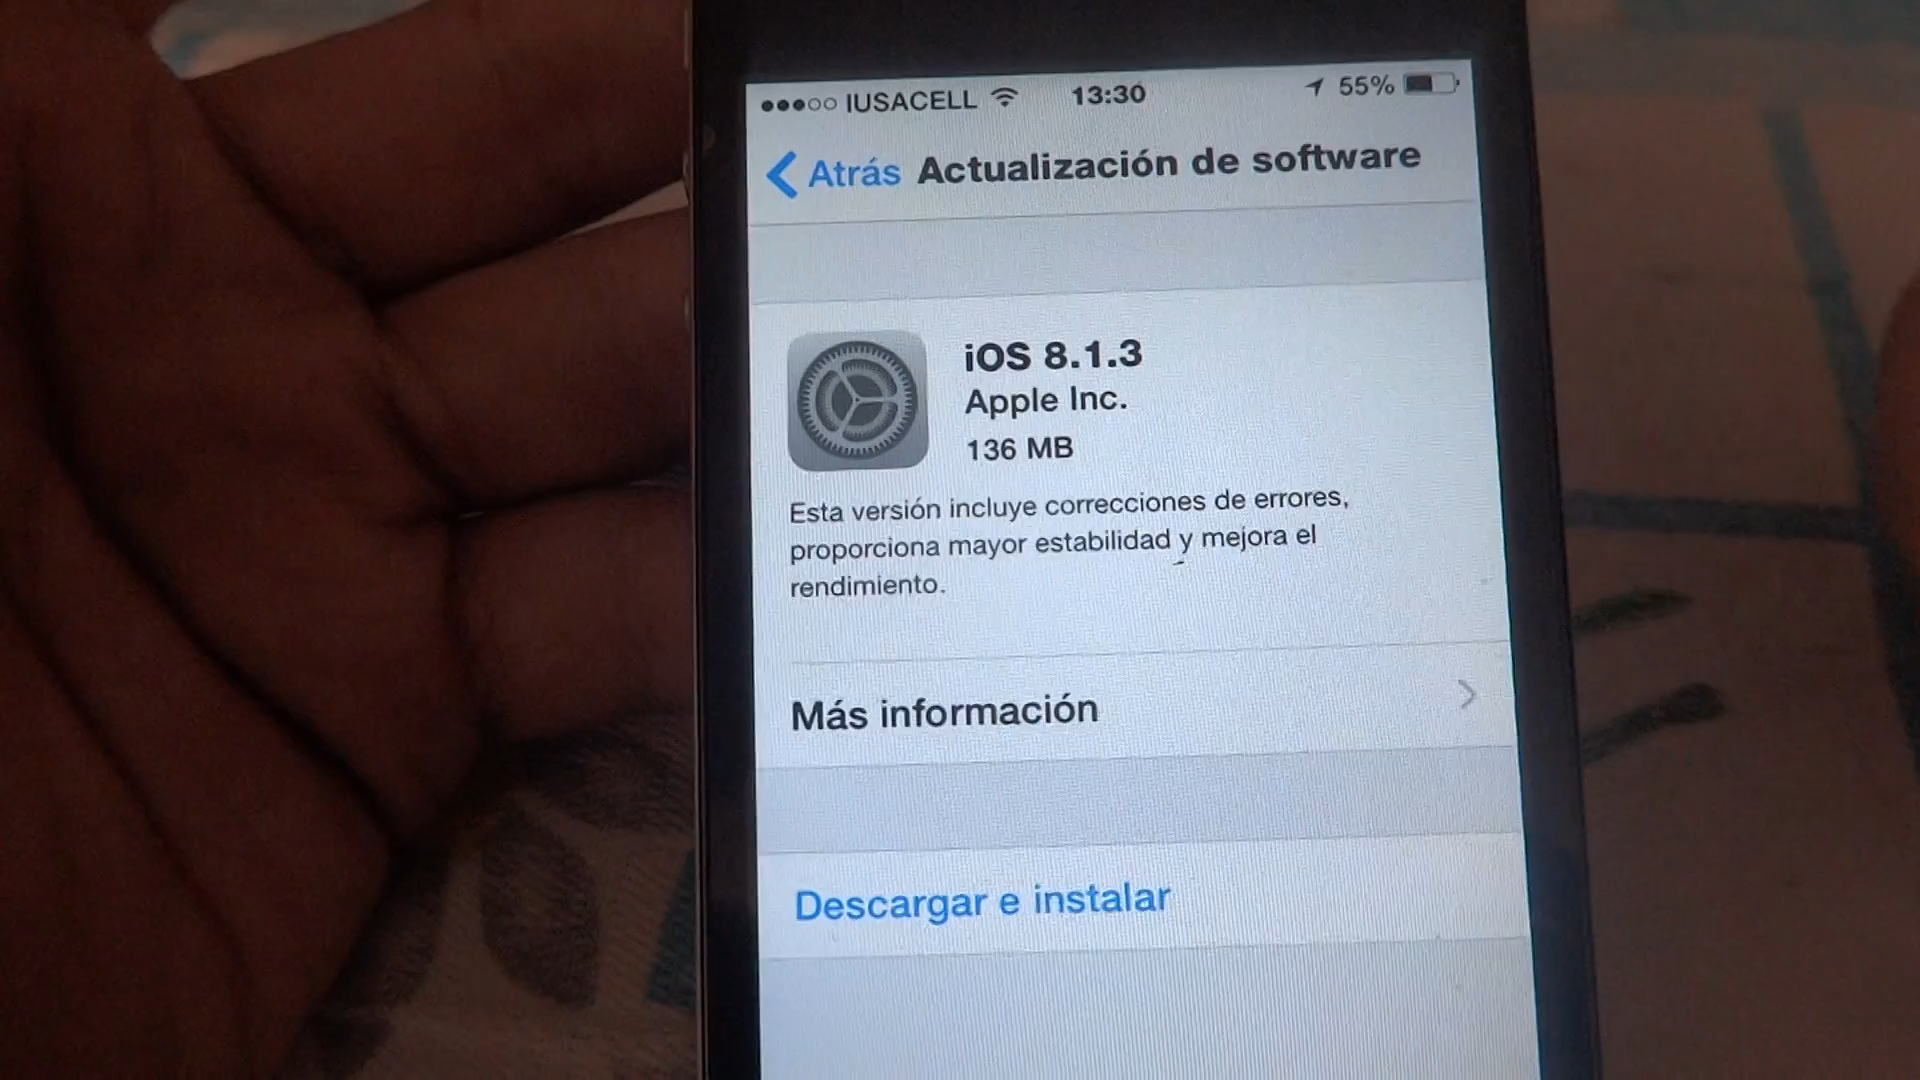 IUSACELL 13:30 55%
Atrás Actualización de software
iOS 8.1.3
Apple Inc.
136 MB
Esta versión incluye correcciones de errores,
proporciona mayor estabilidad y mejora el
rendimiento.
Más información
Descargar e instalar